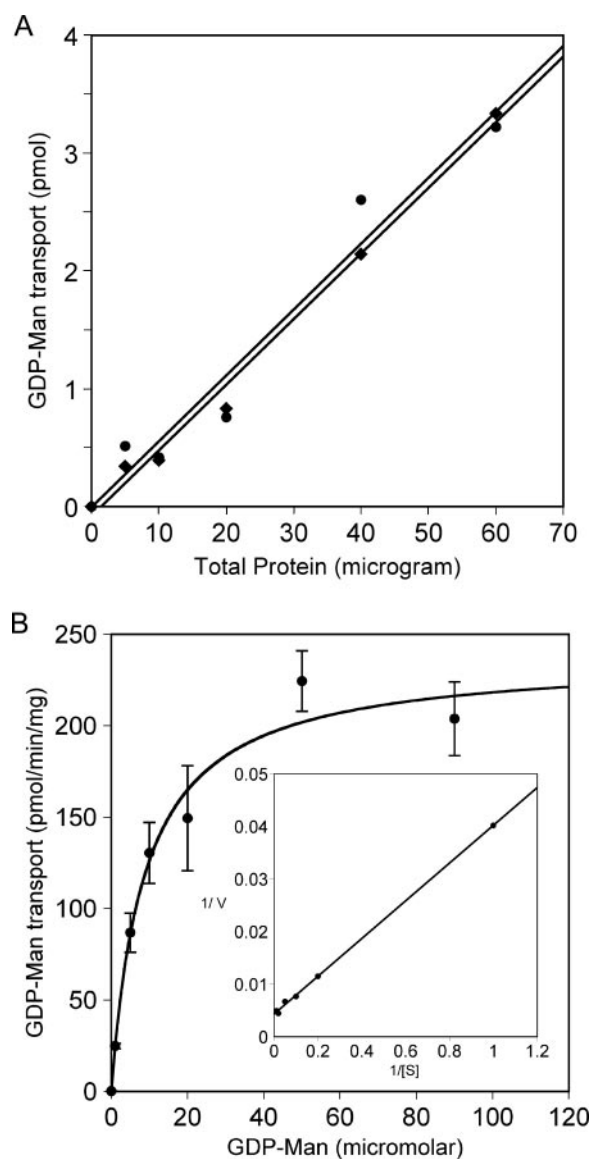 A
4
3
2
1
0
GDP-Man transport (pmol)
0 10 20 30 40 50 60 70
Total Protein (microgram)
B
250
200
150
100
50
0
GDP-Man transport (pmol/min/mg)
0.05
0.04
0.03
0.02
0.01
0
1/ V
0 0.2 0.4 0.6 0.8 1 1.2
1/[S]
0 20 40 60 80 100 120
GDP-Man (micromolar)